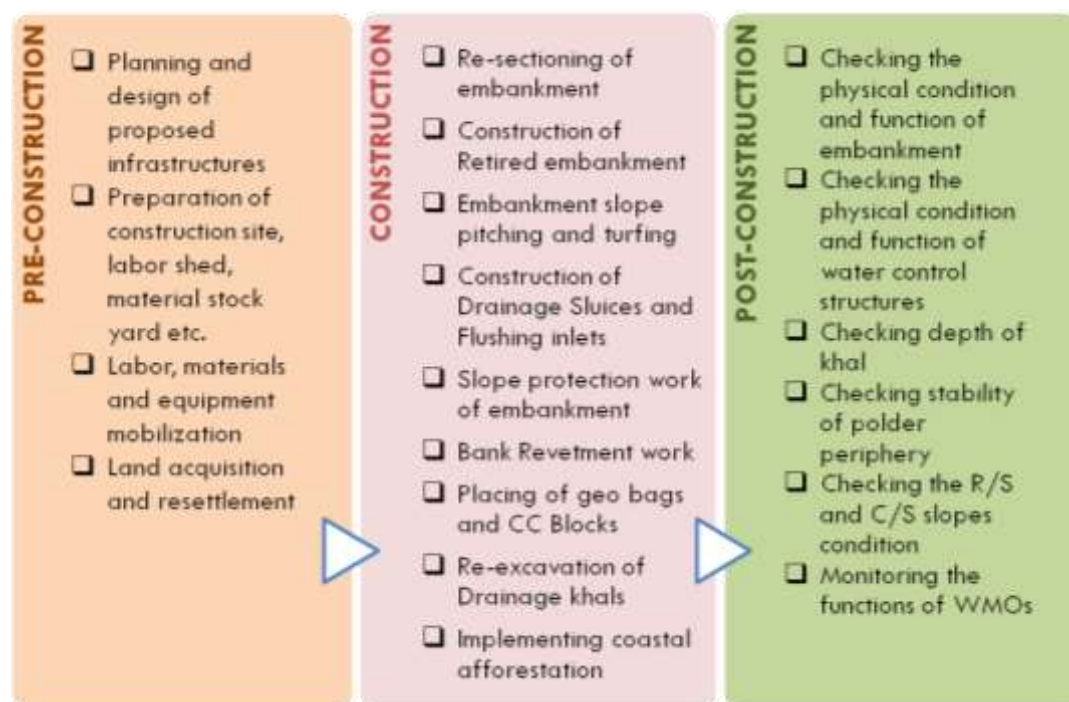 PRE-CONSTRUCTION
❑ Planning and
design of
proposed
infrastructures
❑ Preparation of
construction site,
labor shed,
material stock
yard etc.
❑ Labor, materials
and equipment
mobilization
❑ Land acquisition
and resettlement
CONSTRUCTION
❑ Re-sectioning of
embankment
❑ Construction of
Retired embankment
❑ Embankment slope
pitching and turfing
❑ Construction of
Drainage Sluices and
Flushing inlets
❑ Slope protection work
of embankment
❑ Bank Revetment work
❑ Placing of geo bags
and CC Blocks
❑ Re-excavation of
Drainage khals
❑ Implementing coastal
afforestation
POST-CONSTRUCTION
❑ Checking the
physical condition
and function of
embankment
❑ Checking the
physical condition
and function of
water control
structures
❑ Checking depth of
khal
❑ Checking stability
of polder
periphery
❑ Checking the R/S
and C/S slopes
condition
❑ Monitoring the
functions of WMOs